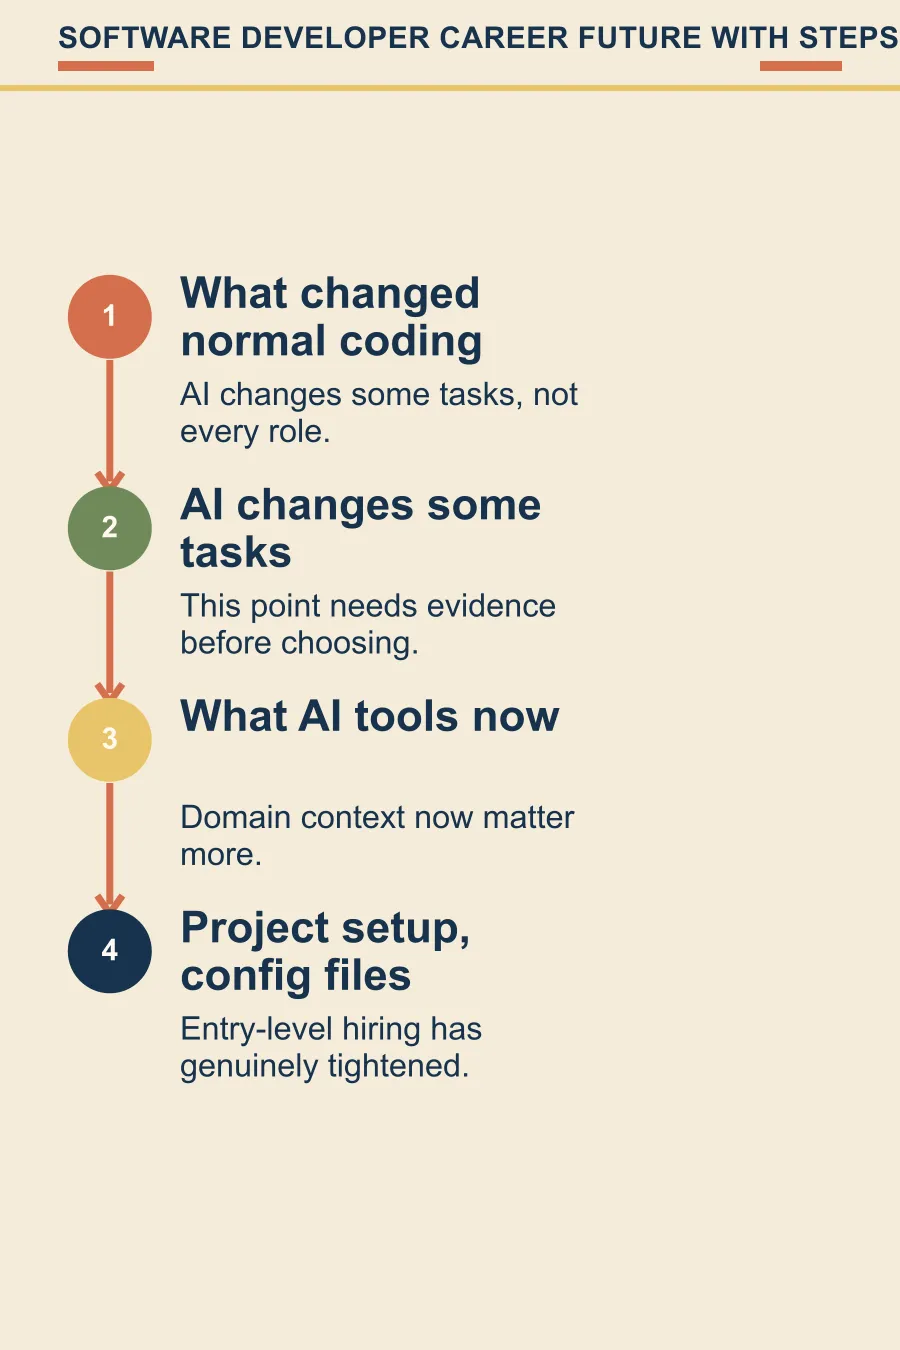 SOFTWARE DEVELOPER CAREER FUTURE WITH STEPS
1
What changed
normal coding
AI changes some tasks, not
every role.
2
AI changes some
tasks
This point needs evidence
before choosing.
3
What AI tools now
Domain context now matter
more.
4
Project setup,
config files
Entry-level hiring has
genuinely tightened.